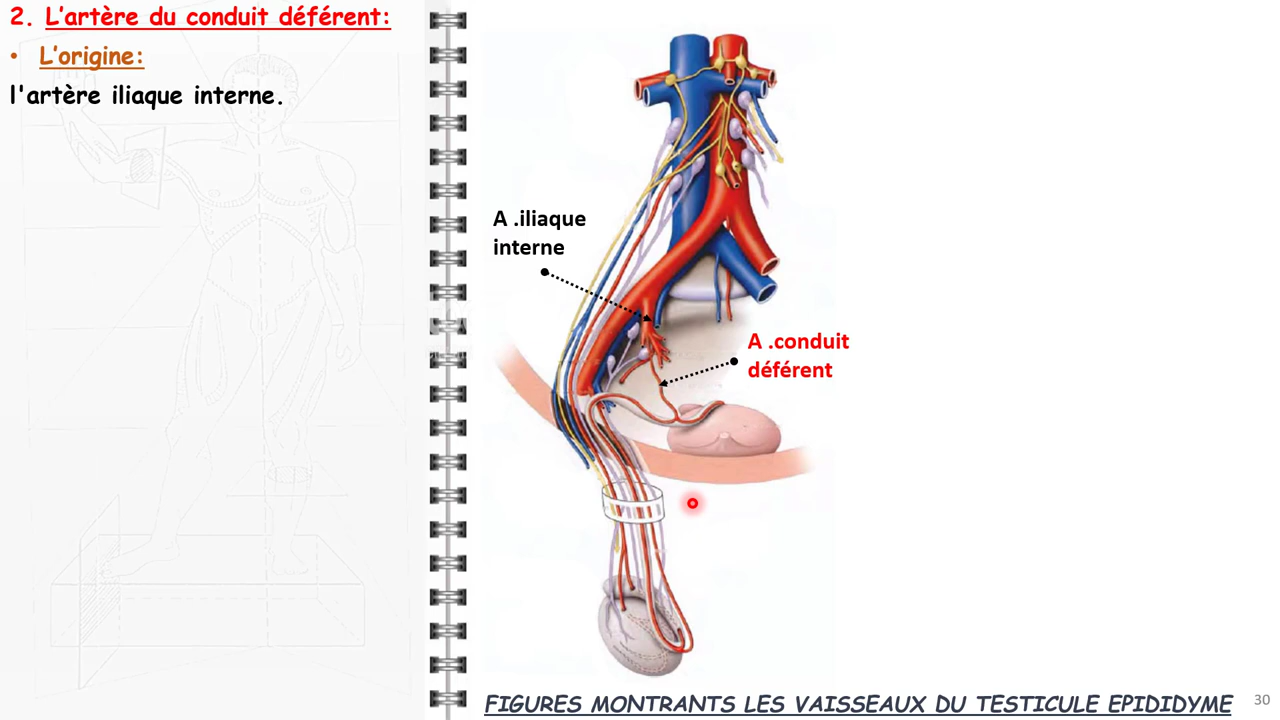 2. L'artère du conduit déférent:
• L'origine:
l'artère iliaque interne.
A .iliaque
interne
A .conduit
déférent
FIGURES MONTRANTS LES VAISSEAUX DU TESTICULE EPIDIDYME
30